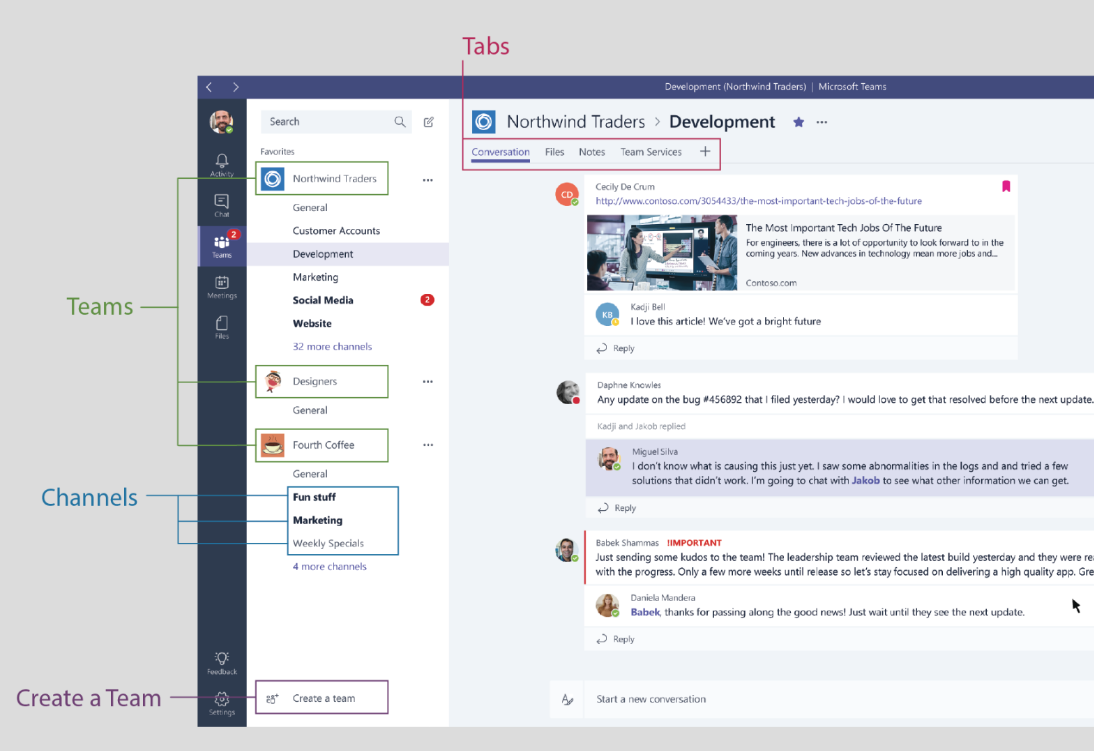 Tabs
Development (Northwind Traders) | Microsoft Teams
Search
Northwind Traders > Development
Conversation Files Notes Team Services
Activity
Chat
2
Teams
Meetings
Files
Feedback
Settings
Favorites
Northwind Traders
General
Customer Accounts
Development
Marketing
Social Media 2
Website
32 more channels
Designers
General
Fourth Coffee
General
Fun stuff
Marketing
Weekly Specials
4 more channels
Create a team
Teams
Channels
Create a Team
CD
Cecily De Crum
http://www.contoso.com/3054433/the-most-important-tech-jobs-of-the-future
The Most Important Tech Jobs Of The Future
For engineers, there is a lot of opportunity to look forward to in the
coming years. New advances in technology mean more jobs and...
Contoso.com
KB
Kadji Bell
I love this article! We've got a bright future
Reply
Daphne Knowles
Any update on the bug #456892 that I filed yesterday? I would love to get that resolved before the next update.
Kadji and Jakob replied
Miguel Silva
I don't know what is causing this just yet. I saw some abnormalities in the logs and and tried a few
solutions that didn't work. I'm going to chat with Jakob to see what other information we can get.
Reply
Babek Shammas !IMPORTANT
Just sending some kudos to the team! The leadership team reviewed the latest build yesterday and they were rea
with the progress. Only a few more weeks until release so let's stay focused on delivering a high quality app. Gre
Daniela Mandera
Babek, thanks for passing along the good news! Just wait until they see the next update.
Reply
Start a new conversation